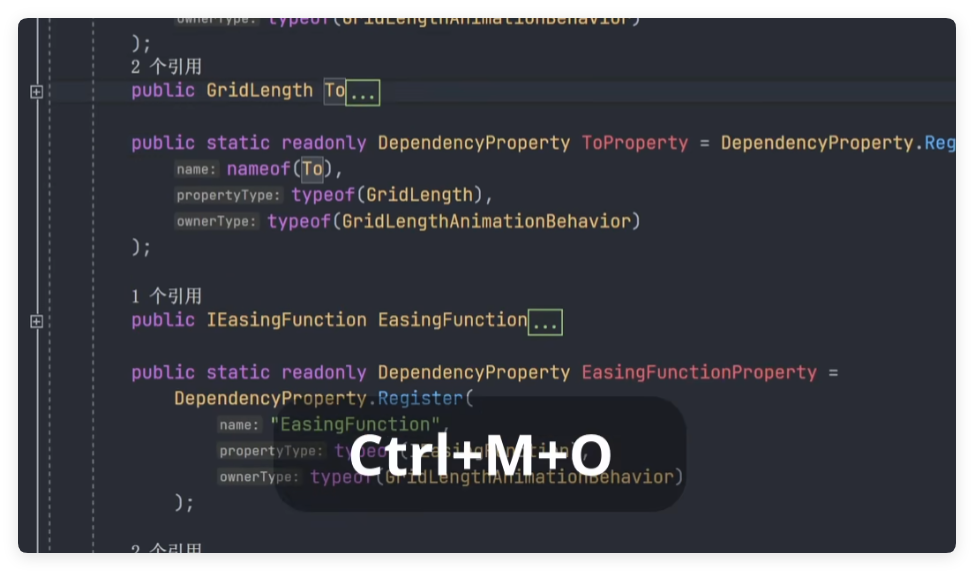 ownerType: typeof(GridLengthAnimationBehavior)
);
2 个引用
public GridLength To...
public static readonly DependencyProperty ToProperty = DependencyProperty.Reg
name: nameof(To),
propertyType: typeof(GridLength),
ownerType: typeof(GridLengthAnimationBehavior)
);
1 个引用
public IEasingFunction EasingFunction...
public static readonly DependencyProperty EasingFunctionProperty =
DependencyProperty.Register(
name: "EasingFunction",
propertyType: typeof(IEasingFunction),
ownerType: typeof(GridLengthAnimationBehavior)
);
2 个引用
Ctrl+M+O